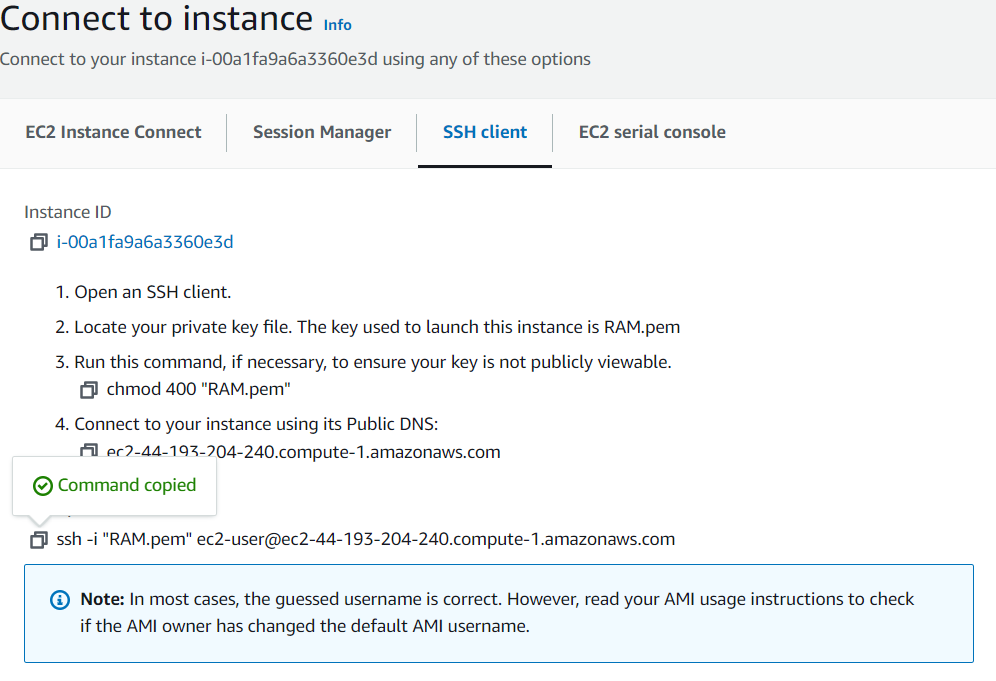 Connect to instance Info
Connect to your instance i-00a1fa9a6a3360e3d using any of these options
EC2 Instance Connect
Session Manager
SSH client
EC2 serial console
Instance ID
i-00a1fa9a6a3360e3d
1. Open an SSH client.
2. Locate your private key file. The key used to launch this instance is RAM.pem
3. Run this command, if necessary, to ensure your key is not publicly viewable.
chmod 400 "RAM.pem"
4. Connect to your instance using its Public DNS:
ec2-44-193-204-240.compute-1.amazonaws.com
Command copied
ssh -i "RAM.pem" ec2-user@ec2-44-193-204-240.compute-1.amazonaws.com
Note: In most cases, the guessed username is correct. However, read your AMI usage instructions to check
if the AMI owner has changed the default AMI username.